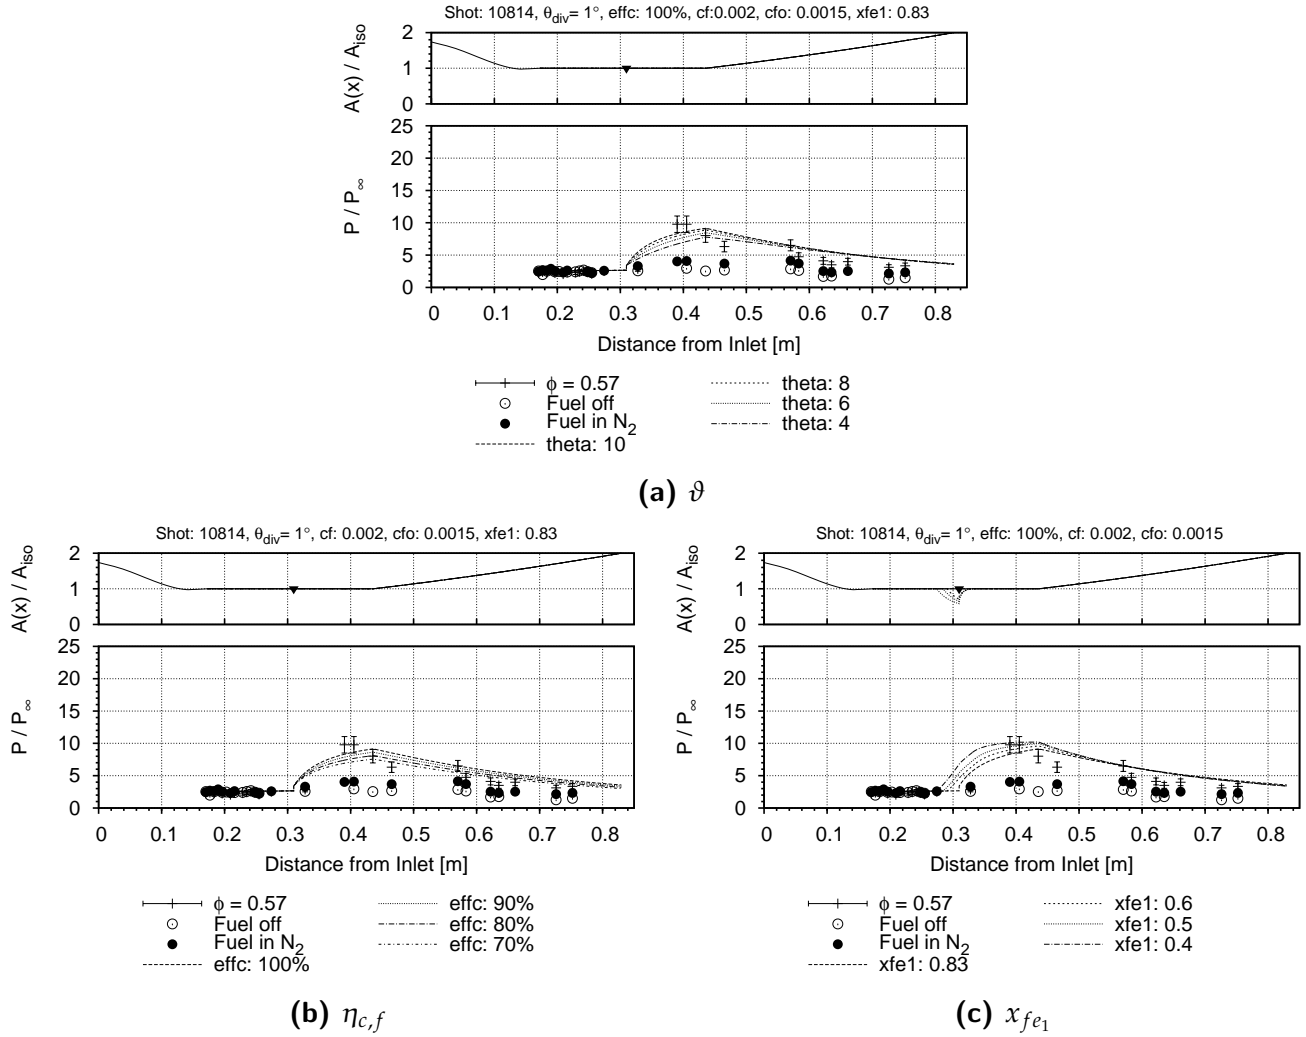 Shot: 10814, θdiv= 1°, effc: 100%, cf:0.002, cfo: 0.0015, xfe1: 0.83
A(x) / Aiso
2
1
0
P / P∞
25
20
15
10
5
0
0 0.1 0.2 0.3 0.4 0.5 0.6 0.7 0.8
Distance from Inlet [m]
ϕ = 0.57
Fuel off
Fuel in N2
theta: 10
theta: 8
theta: 6
theta: 4
(a) ϑ
Shot: 10814, θdiv= 1°, cf: 0.002, cfo: 0.0015, xfe1: 0.83
A(x) / Aiso
2
1
0
P / P∞
25
20
15
10
5
0
0 0.1 0.2 0.3 0.4 0.5 0.6 0.7 0.8
Distance from Inlet [m]
ϕ = 0.57
Fuel off
Fuel in N2
effc: 100%
effc: 90%
effc: 80%
effc: 70%
(b) ηc,f
Shot: 10814, θdiv= 1°, effc: 100%, cf: 0.002, cfo: 0.0015
A(x) / Aiso
2
1
0
P / P∞
25
20
15
10
5
0
0 0.1 0.2 0.3 0.4 0.5 0.6 0.7 0.8
Distance from Inlet [m]
ϕ = 0.57
Fuel off
Fuel in N2
xfe1: 0.83
xfe1: 0.6
xfe1: 0.5
xfe1: 0.4
(c) xfe1